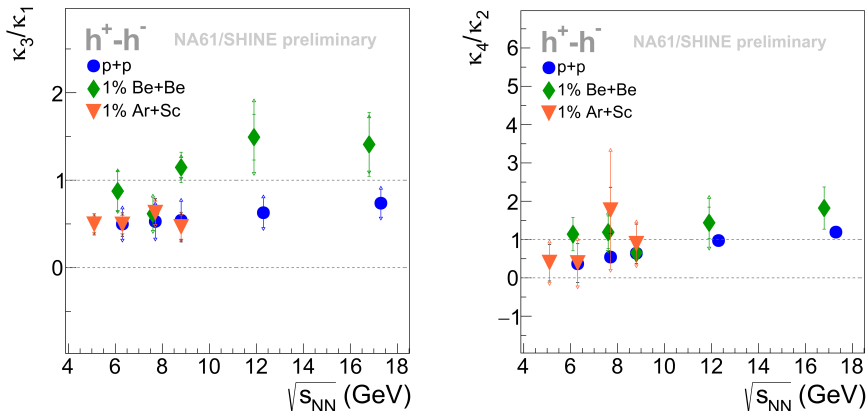 κ₃/κ₁
h⁺-h⁻ NA61/SHINE preliminary
p+p
1% Be+Be
1% Ar+Sc
2
1
0
4 6 8 10 12 14 16 18
√sNN (GeV)
κ₄/κ₂
h⁺-h⁻ NA61/SHINE preliminary
p+p
1% Be+Be
1% Ar+Sc
6
5
4
3
2
1
0
−1
4 6 8 10 12 14 16 18
√sNN (GeV)